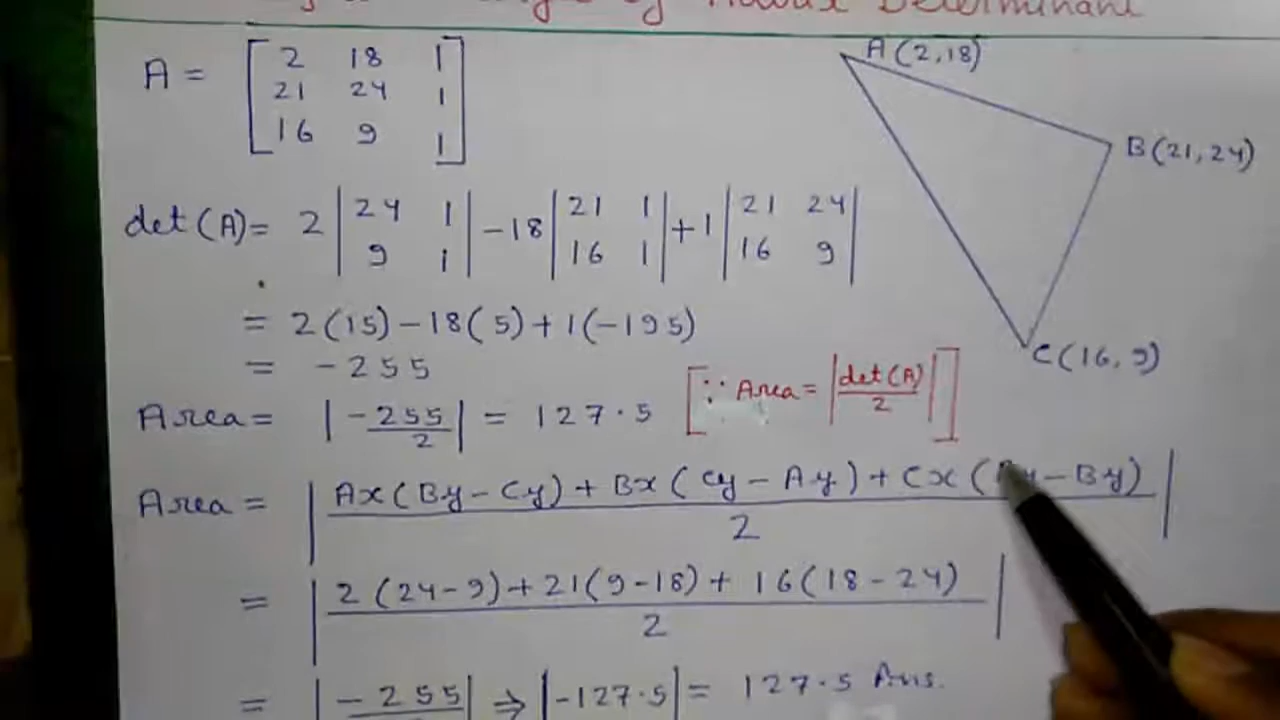 by Determinant
A = [ 2 18 1
21 24 1
16 9 1 ]
A(2,18)
B(21,24)
C(16,9)
det(A) = 2 | 24 1 | - 18 | 21 1 | + 1 | 21 24 |
| 9 1 | | 16 1 | | 16 9 |
= 2(15) - 18(5) + 1(-195)
= -255
Area = | -255/2 | = 127.5 [∵ Area = | det(A)/2 |]
Area = | Ax(By - Cy) + Bx(Cy - Ay) + Cx( - By) / 2 |
= | 2(24-9) + 21(9-18) + 16(18-24) / 2 |
= | -255 | ⇒ |-127.5| = 127.5 Ans.